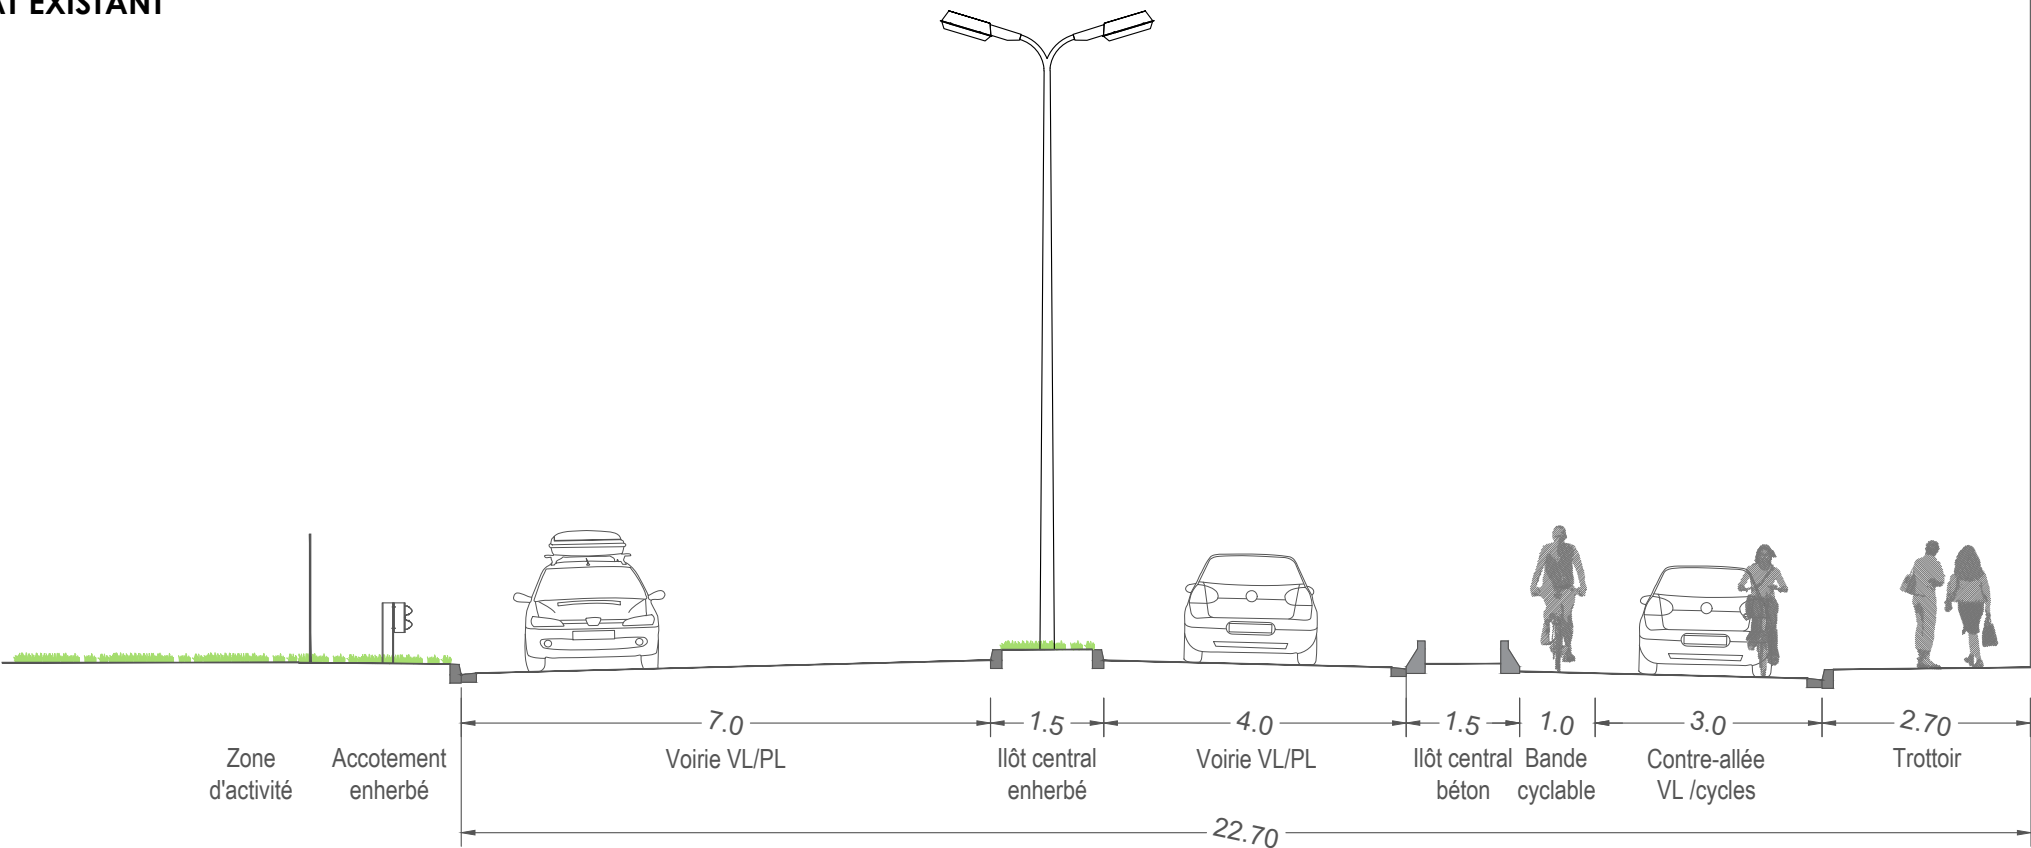 AT EXISTANT
7.0
1.5
4.0
1.5
1.0
3.0
2.70
Zone
d'activité
Accotement
enherbé
Voirie VL/PL
Ilôt central
enherbé
Voirie VL/PL
Ilôt central
béton
Bande
cyclable
Contre-allée
VL /cycles
Trottoir
22.70